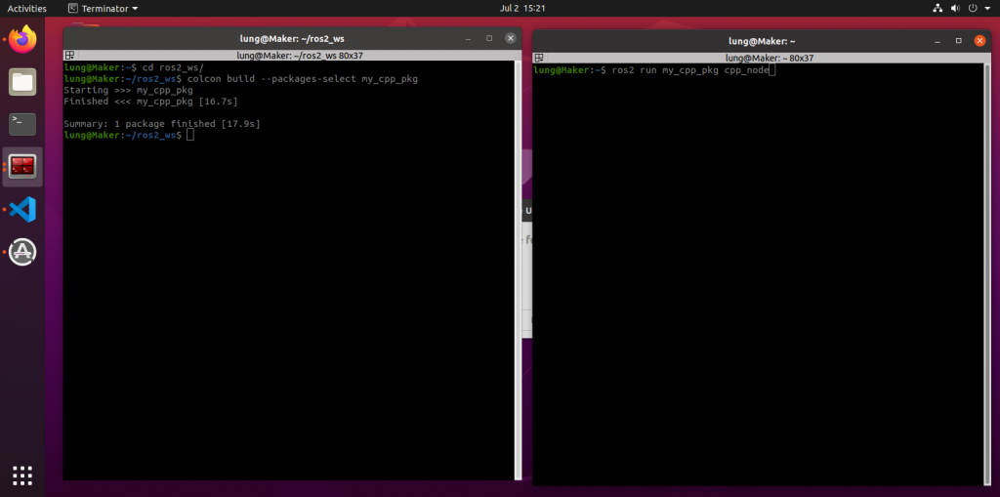 Activities
Terminator
Jul 2 15:21
lung@Maker: ~/ros2_ws
lung@Maker: ~/ros2_ws 80x37
lung@Maker:~$ cd ros2_ws/
lung@Maker:~/ros2_ws$ colcon build --packages-select my_cpp_pkg
Starting >>> my_cpp_pkg
Finished <<< my_cpp_pkg [16.7s]
Summary: 1 package finished [17.9s]
lung@Maker:~/ros2_ws$
lung@Maker: ~
lung@Maker: ~ 80x37
lung@Maker:~$ ros2 run my_cpp_pkg cpp_node